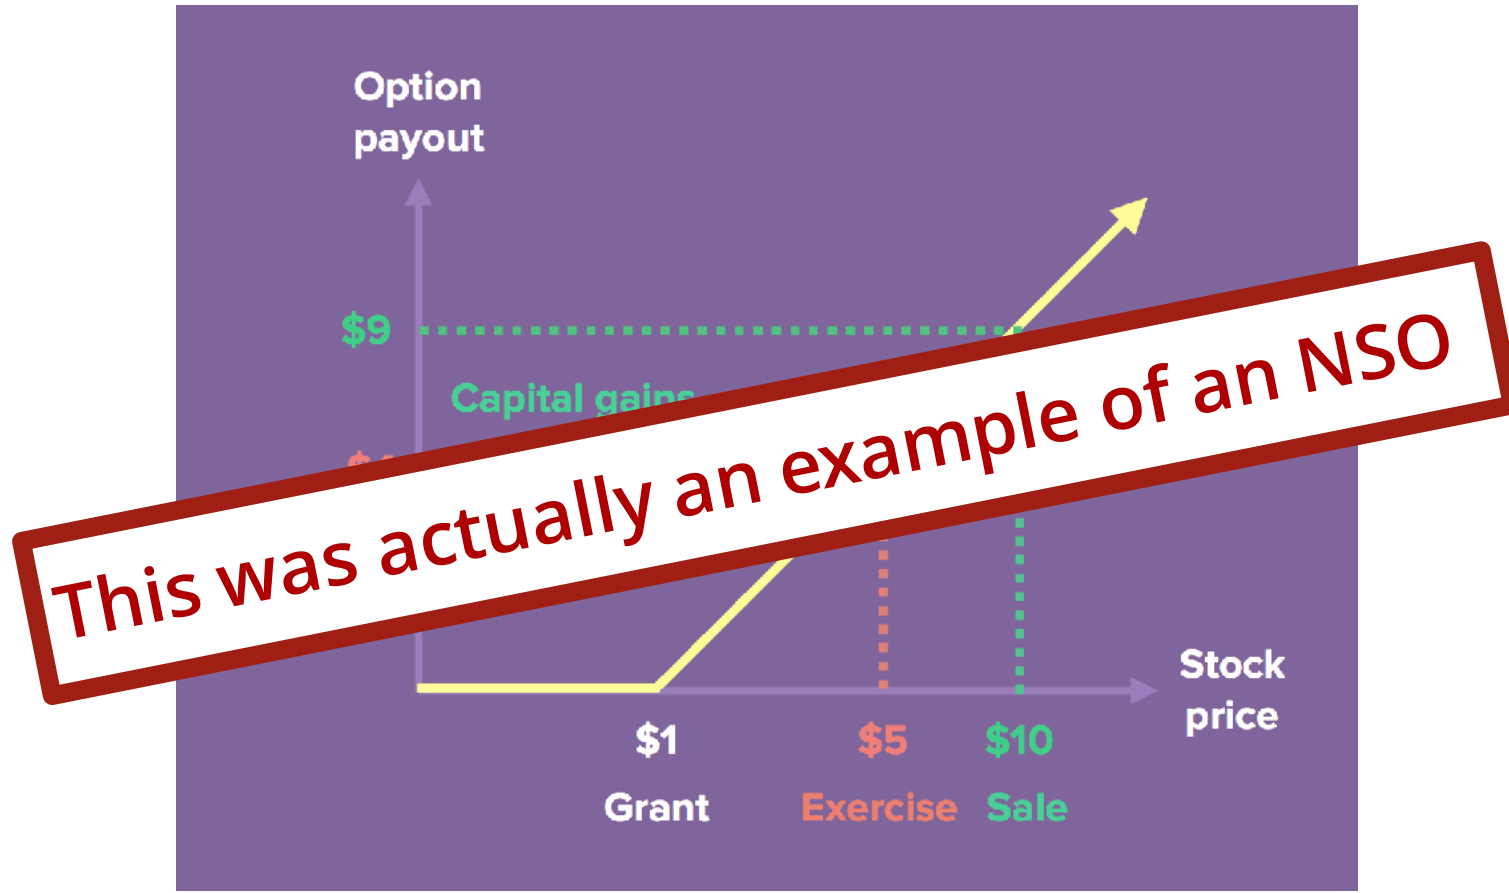 Option
payout
$9
Capital gains
This was actually an example of an NSO
Stock
price
$1
$5
$10
Grant
Exercise
Sale